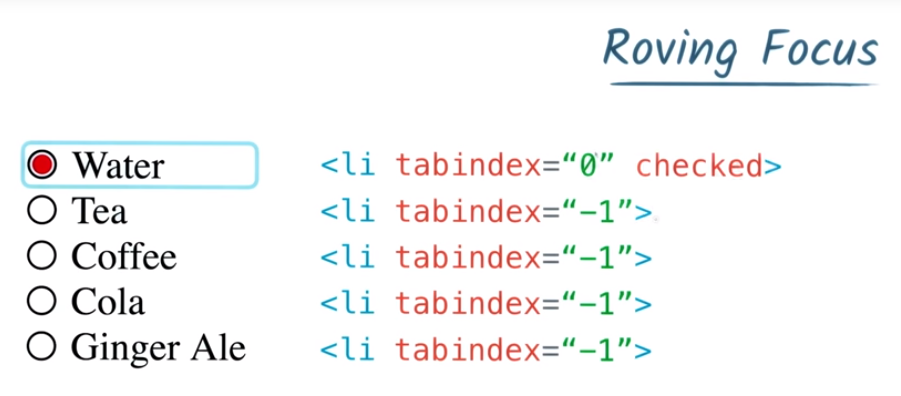 Roving Focus
Water <li tabindex=“0” checked>
Tea <li tabindex=“−1”>
Coffee <li tabindex=“−1”>
Cola <li tabindex=“−1”>
Ginger Ale <li tabindex=“−1”>